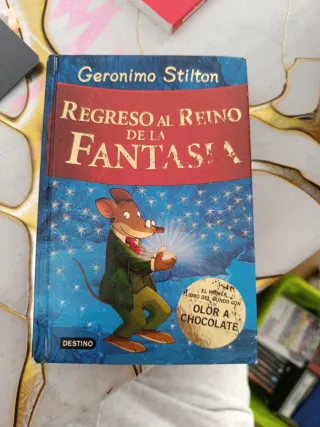 Geronimo Stilton
REGRESO AL REINO
DE LA
FANTASIA
EL PRIMER
LIBRO DEL MUNDO CON
OLOR A
CHOCOLATE
DESTINO